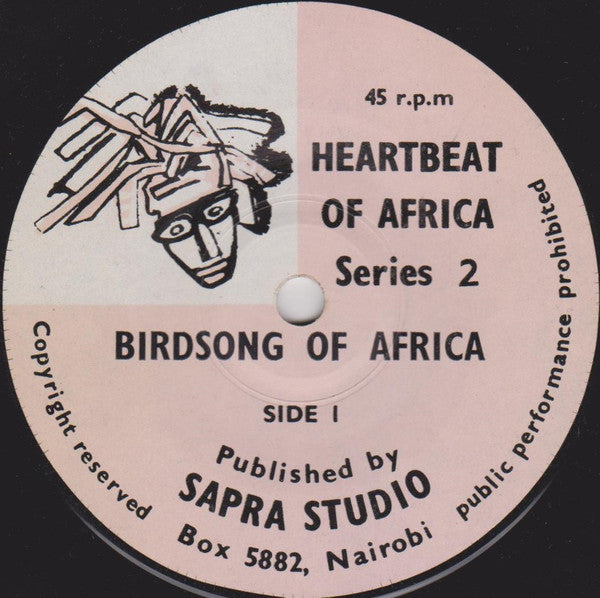 45 r.p.m
HEARTBEAT
OF AFRICA
Series 2
BIRDSONG OF AFRICA
SIDE I
Published by
SAPRA STUDIO
Box 5882, Nairobi
Copyright reserved
public performance prohibited